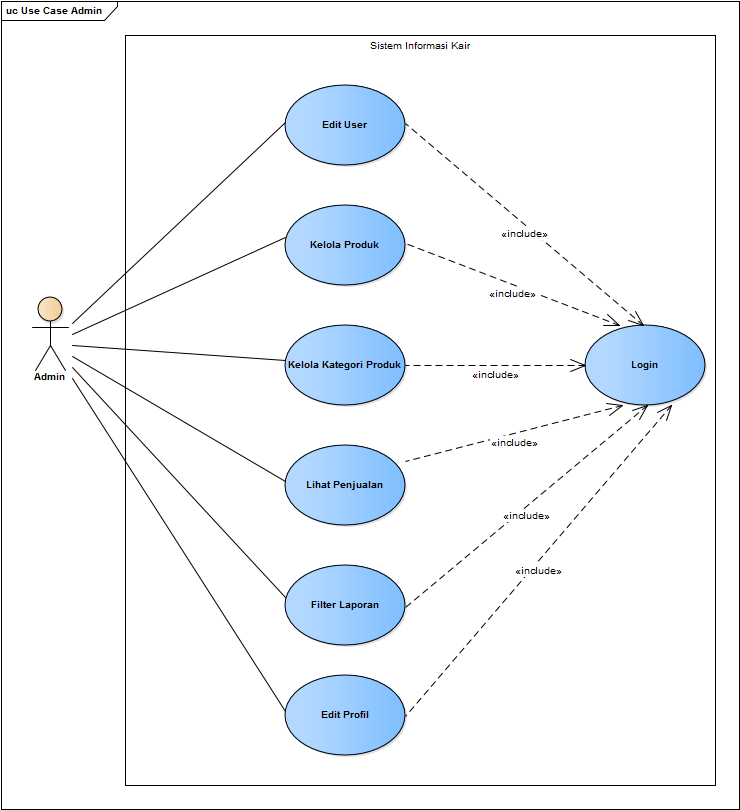 uc Use Case Admin
Sistem Informasi Kair
Edit User
«include»
Kelola Produk
«include»
Admin
Kelola Kategori Produk
«include»
Login
Lihat Penjualan
«include»
«include»
Filter Laporan
«include»
Edit Profil